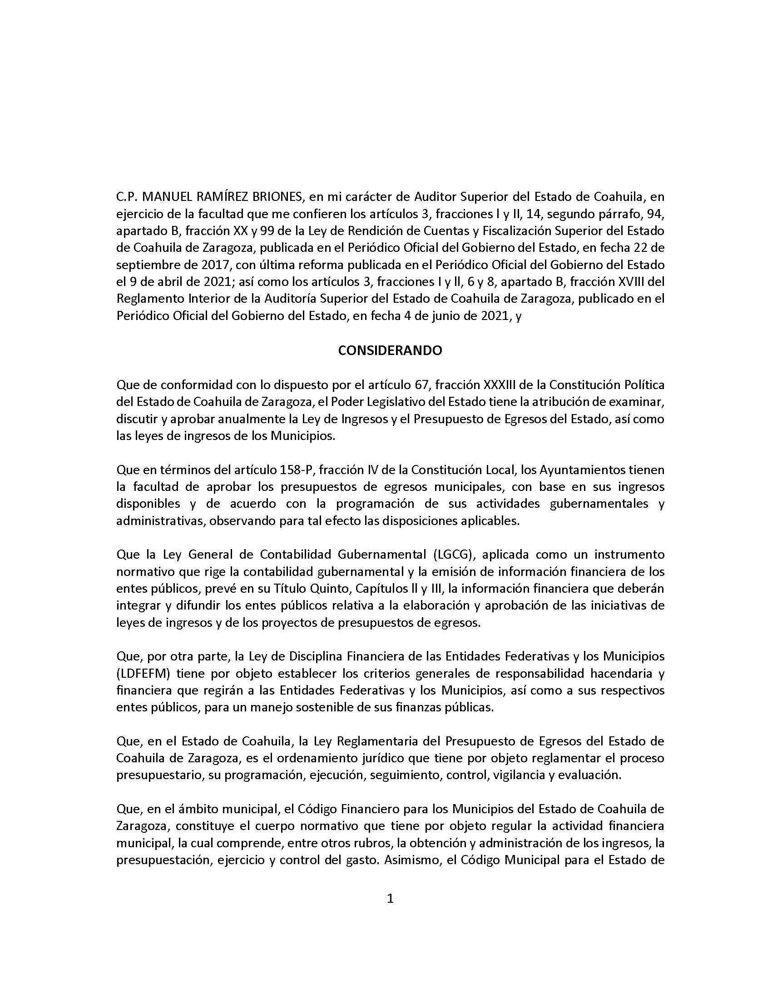 C.P. MANUEL RAMÍREZ BRIONES, en mi carácter de Auditor Superior del Estado de Coahuila, en
ejercicio de la facultad que me confieren los artículos 3, fracciones I y II, 14, segundo párrafo, 94,
apartado B, fracción XX y 99 de la Ley de Rendición de Cuentas y Fiscalización Superior del Estado
de Coahuila de Zaragoza, publicada en el Periódico Oficial del Gobierno del Estado, en fecha 22 de
septiembre de 2017, con última reforma publicada en el Periódico Oficial del Gobierno del Estado
el 9 de abril de 2021; así como los artículos 3, fracciones I y ll, 6 y 8, apartado B, fracción XVIII del
Reglamento Interior de la Auditoría Superior del Estado de Coahuila de Zaragoza, publicado en el
Periódico Oficial del Gobierno del Estado, en fecha 4 de junio de 2021, y
CONSIDERANDO
Que de conformidad con lo dispuesto por el artículo 67, fracción XXXIII de la Constitución Política
del Estado de Coahuila de Zaragoza, el Poder Legislativo del Estado tiene la atribución de examinar,
discutir y aprobar anualmente la Ley de Ingresos y el Presupuesto de Egresos del Estado, así como
las leyes de ingresos de los Municipios.
Que en términos del artículo 158-P, fracción IV de la Constitución Local, los Ayuntamientos tienen
la facultad de aprobar los presupuestos de egresos municipales, con base en sus ingresos
disponibles y de acuerdo con la programación de sus actividades gubernamentales y
administrativas, observando para tal efecto las disposiciones aplicables.
Que la Ley General de Contabilidad Gubernamental (LGCG), aplicada como un instrumento
normativo que rige la contabilidad gubernamental y la emisión de información financiera de los
entes públicos, prevé en su Título Quinto, Capítulos ll y III, la información financiera que deberán
integrar y difundir los entes públicos relativa a la elaboración y aprobación de las iniciativas de
leyes de ingresos y de los proyectos de presupuestos de egresos.
Que, por otra parte, la Ley de Disciplina Financiera de las Entidades Federativas y los Municipios
(LDFEFM) tiene por objeto establecer los criterios generales de responsabilidad hacendaria y
financiera que regirán a las Entidades Federativas y los Municipios, así como a sus respectivos
entes públicos, para un manejo sostenible de sus finanzas públicas.
Que, en el Estado de Coahuila, la Ley Reglamentaria del Presupuesto de Egresos del Estado de
Coahuila de Zaragoza, es el ordenamiento jurídico que tiene por objeto reglamentar el proceso
presupuestario, su programación, ejecución, seguimiento, control, vigilancia y evaluación.
Que, en el ámbito municipal, el Código Financiero para los Municipios del Estado de Coahuila de
Zaragoza, constituye el cuerpo normativo que tiene por objeto regular la actividad financiera
municipal, la cual comprende, entre otros rubros, la obtención y administración de los ingresos, la
presupuestación, ejercicio y control del gasto. Asimismo, el Código Municipal para el Estado de
1